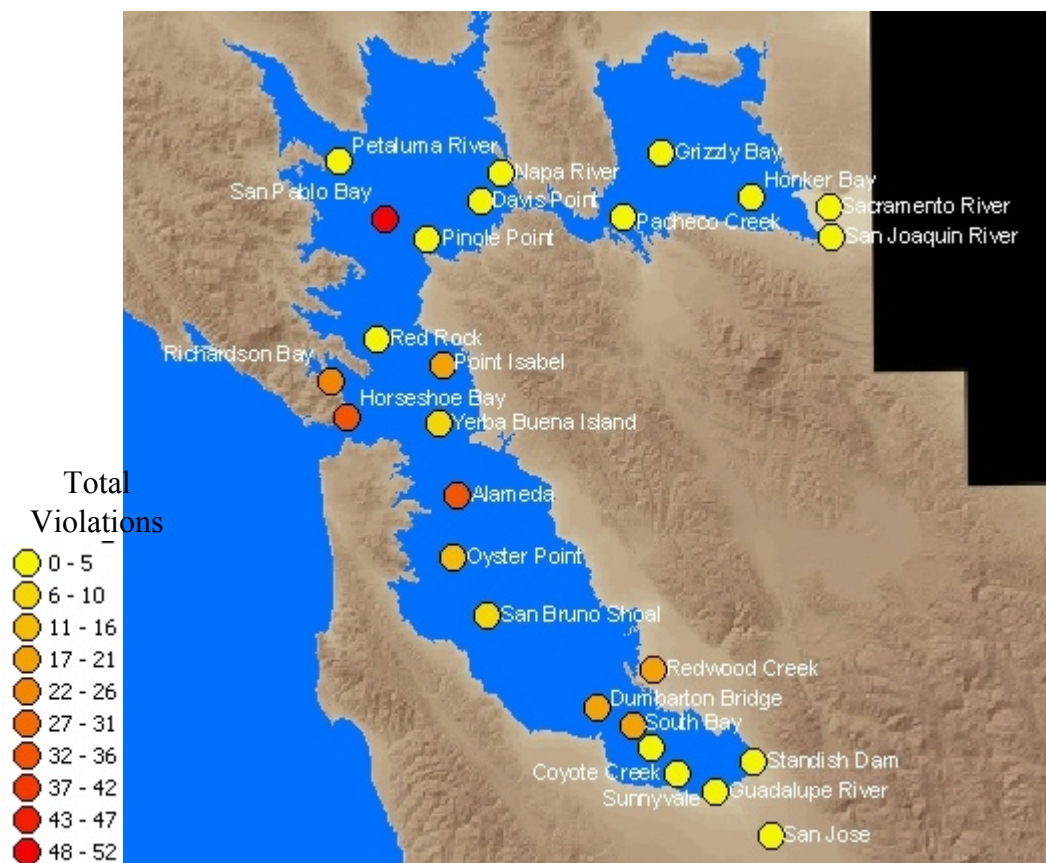 Petaluma River
Grizzly Bay
Napa River
Honker Bay
San Pablo Bay
Davis Point
Sacramento River
Pacheco Creek
Pinole Point
San Joaquin River
Red Rock
Richardson Bay
Point Isabel
Horseshoe Bay
Yerba Buena Island
Alameda
Oyster Point
San Bruno Shoal
Redwood Creek
Dumbarton Bridge
South Bay
Coyote Creek
Standish Dam
Sunnyvale
Guadalupe River
San Jose
Total
Violations
0 - 5
6 - 10
11 - 16
17 - 21
22 - 26
27 - 31
32 - 36
37 - 42
43 - 47
48 - 52